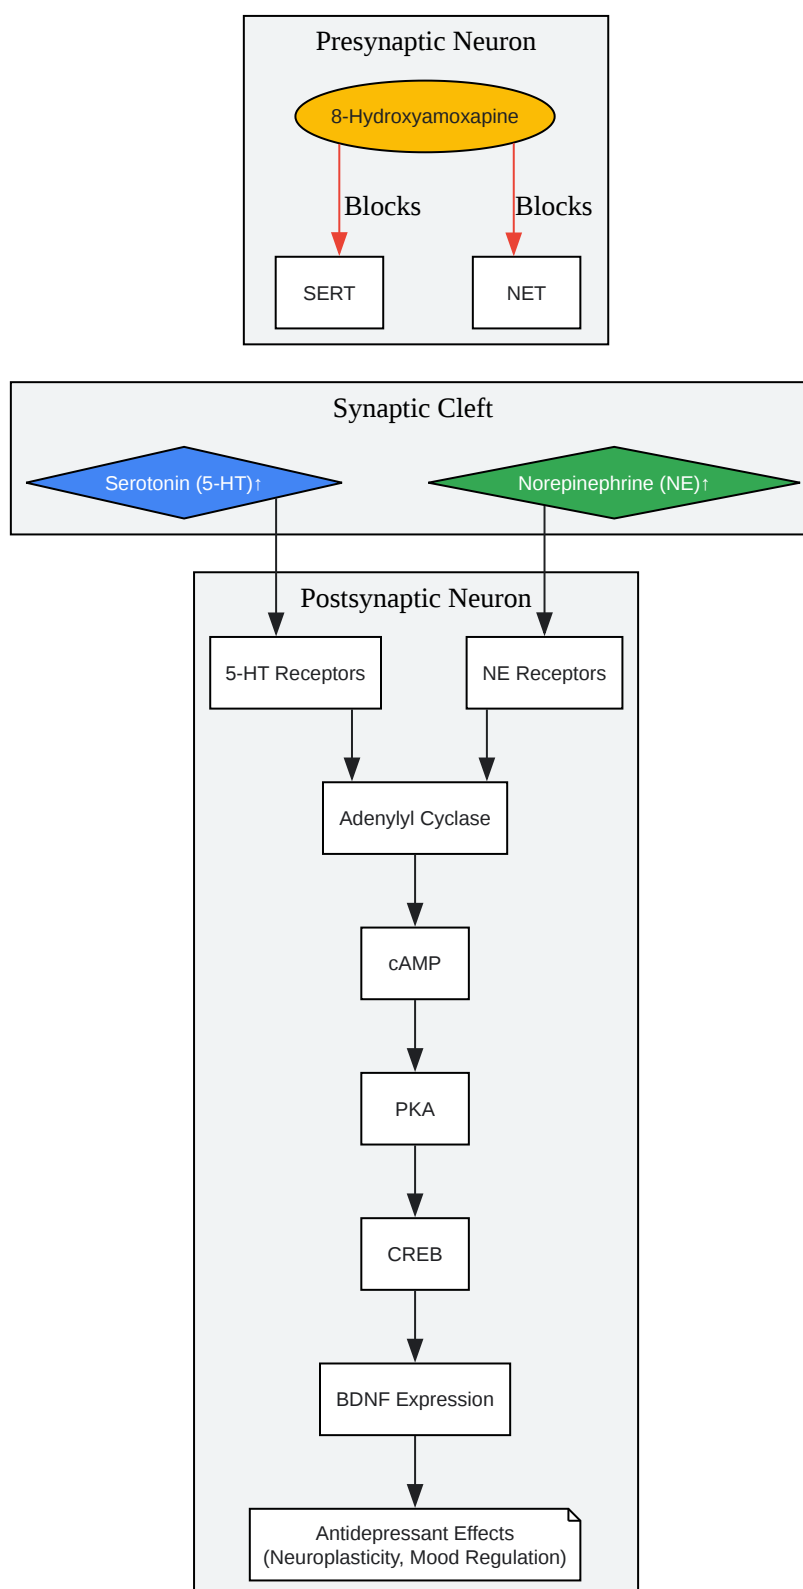 Presynaptic Neuron
8-Hydroxyamoxapine
Blocks
Blocks
SERT
NET
Synaptic Cleft
Serotonin (5-HT)↑
Norepinephrine (NE)↑
Postsynaptic Neuron
5-HT Receptors
NE Receptors
Adenylyl Cyclase
cAMP
PKA
CREB
BDNF Expression
Antidepressant Effects
(Neuroplasticity, Mood Regulation)